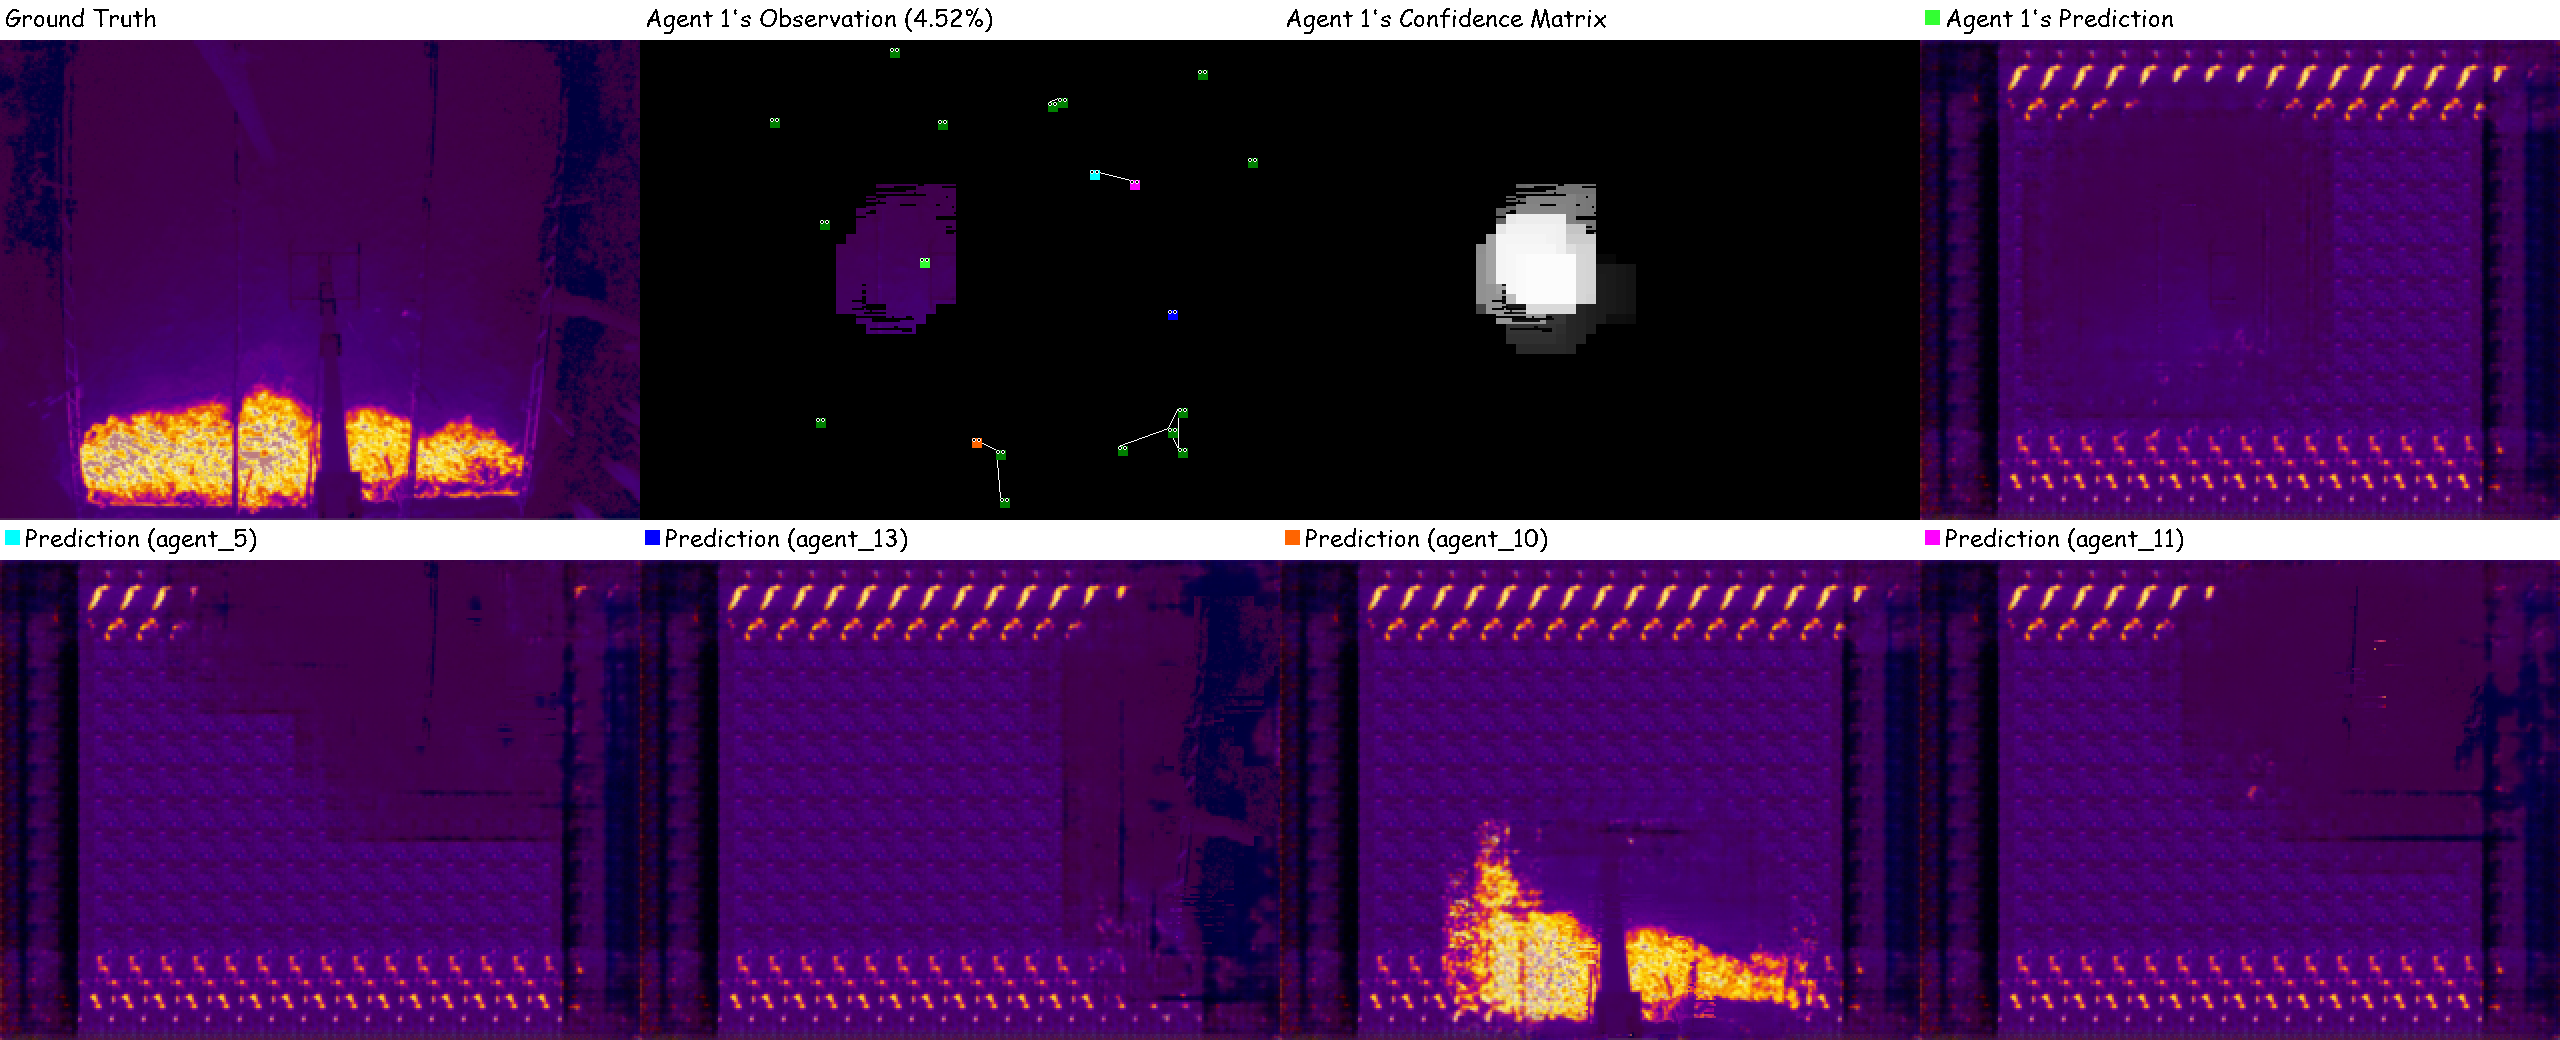 Ground Truth
Agent 1's Observation (4.52%)
Agent 1's Confidence Matrix
Agent 1's Prediction
Prediction (agent_5)
Prediction (agent_13)
Prediction (agent_10)
Prediction (agent_11)